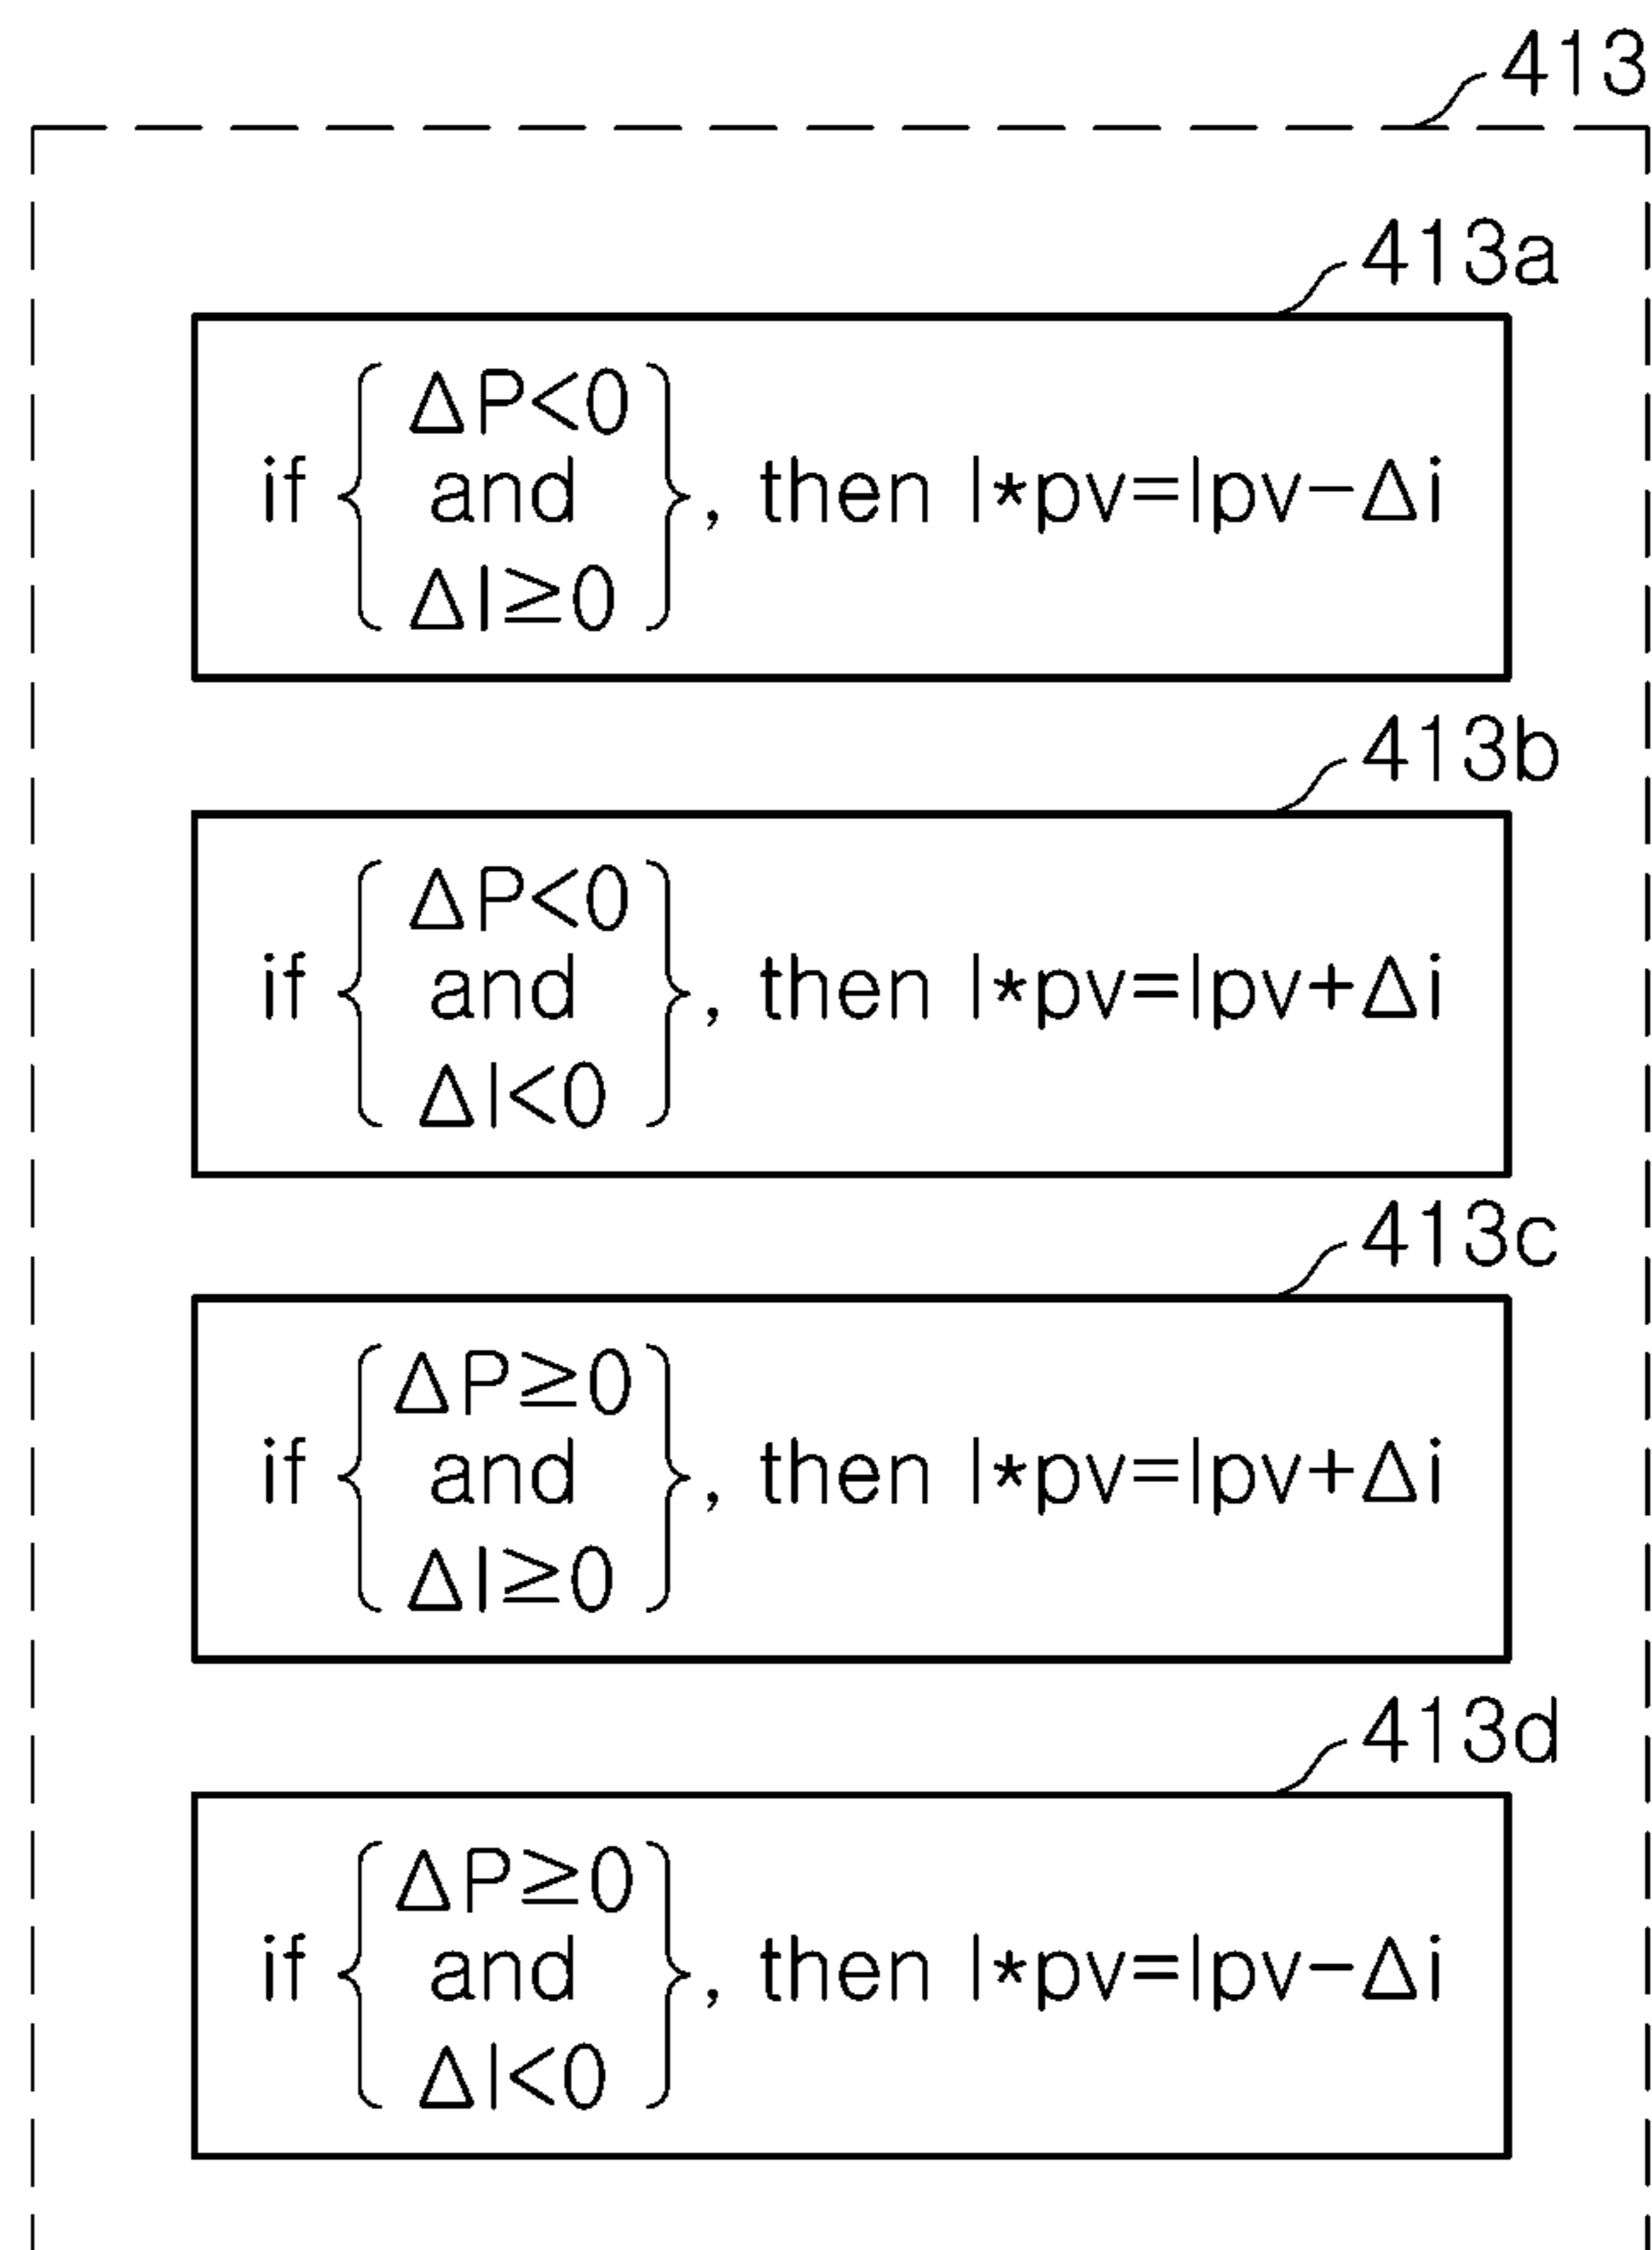 413
413a
ΔP<0
if { and }, then I*pv=Ipv-Δi
ΔI≥0
413b
ΔP<0
if { and }, then I*pv=Ipv+Δi
ΔI<0
413c
ΔP≥0
if { and }, then I*pv=Ipv+Δi
ΔI≥0
413d
ΔP≥0
if { and }, then I*pv=Ipv-Δi
ΔI<0